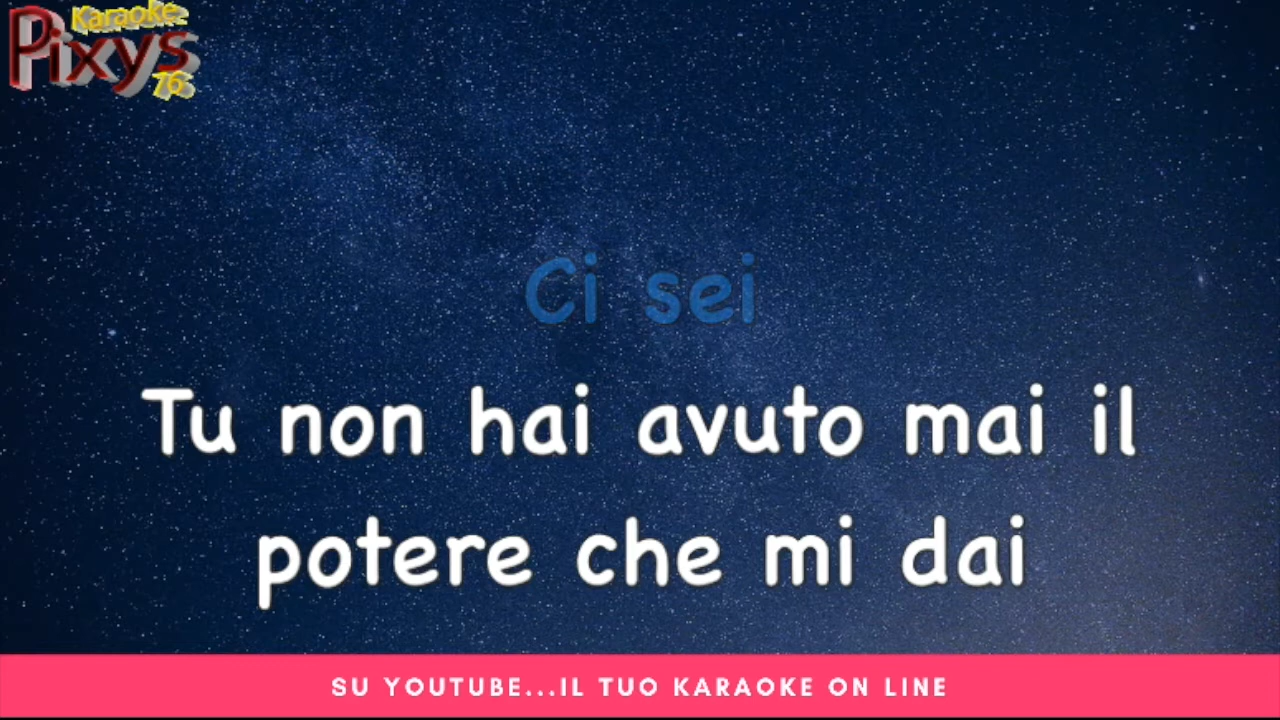 Karaoke
Pixys
76
Ci sei
Tu non hai avuto mai il
potere che mi dai
SU YOUTUBE...IL TUO KARAOKE ON LINE